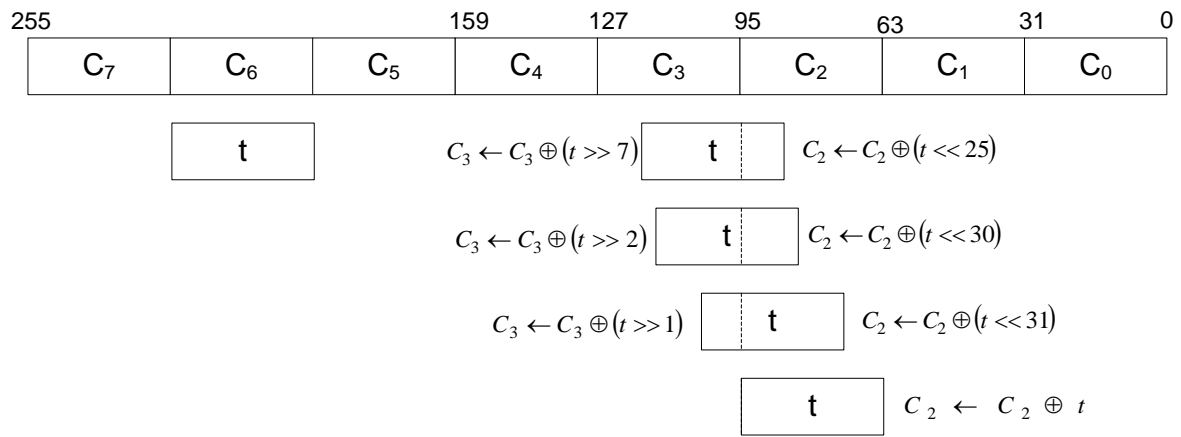 255 159 127 95 63 31 0
C₇ C₆ C₅ C₄ C₃ C₂ C₁ C₀
t C₃ ← C₃ ⊕ (t >> 7) t C₂ ← C₂ ⊕ (t << 25)
C₃ ← C₃ ⊕ (t >> 2) t C₂ ← C₂ ⊕ (t << 30)
C₃ ← C₃ ⊕ (t >> 1) t C₂ ← C₂ ⊕ (t << 31)
t C₂ ← C₂ ⊕ t